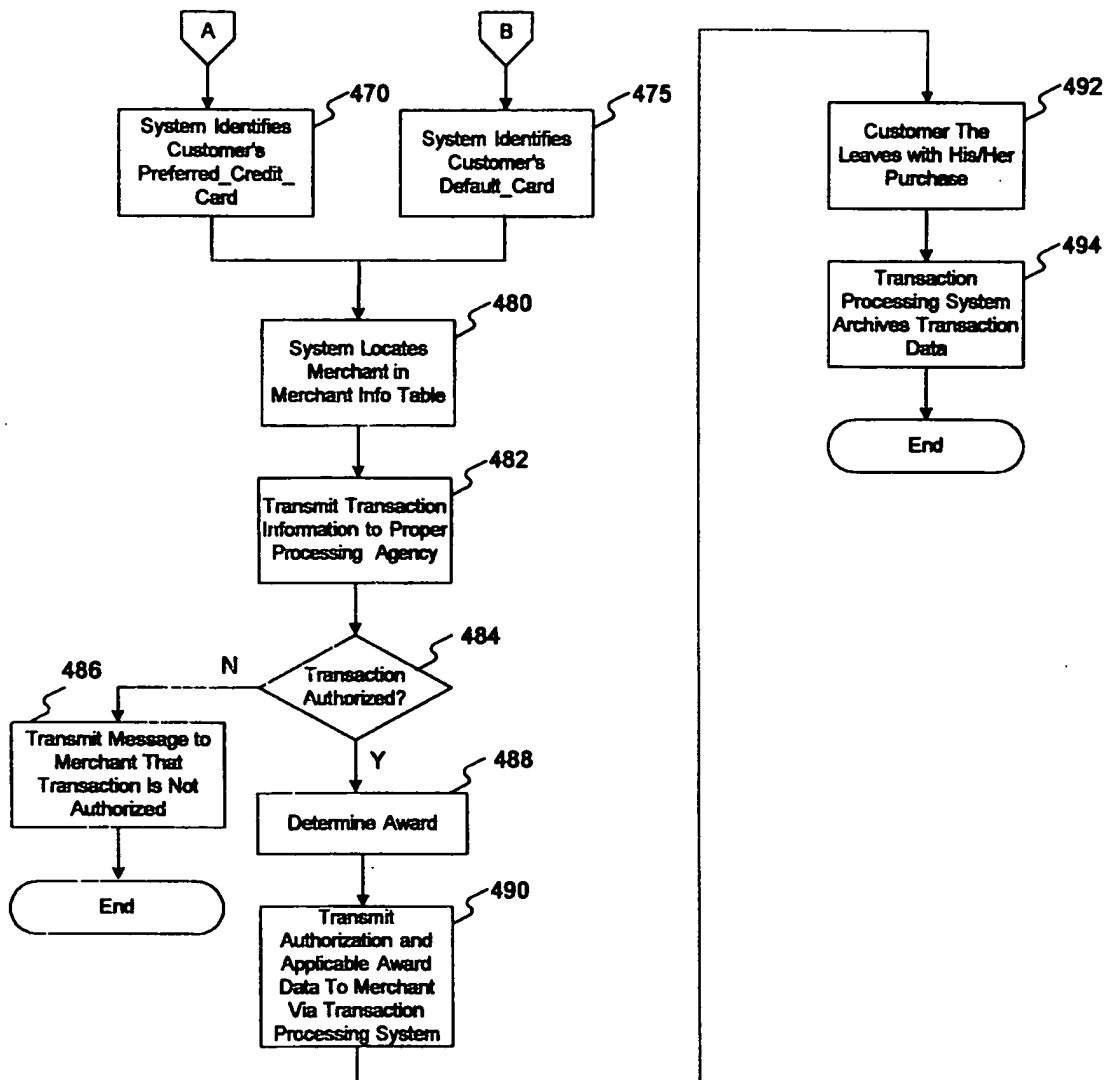 A
470
System Identifies
Customer's
Preferred_Credit_
Card
B
475
System Identifies
Customer's
Default_Card
480
System Locates
Merchant in
Merchant Info Table
482
Transmit Transaction
Information to Proper
Processing Agency
484
Transaction
Authorized?
N
486
Transmit Message to
Merchant That
Transaction Is Not
Authorized
End
Y
488
Determine Award
490
Transmit
Authorization and
Applicable Award
Data To Merchant
Via Transaction
Processing System
492
Customer The
Leaves with His/Her
Purchase
494
Transaction
Processing System
Archives Transaction
Data
End